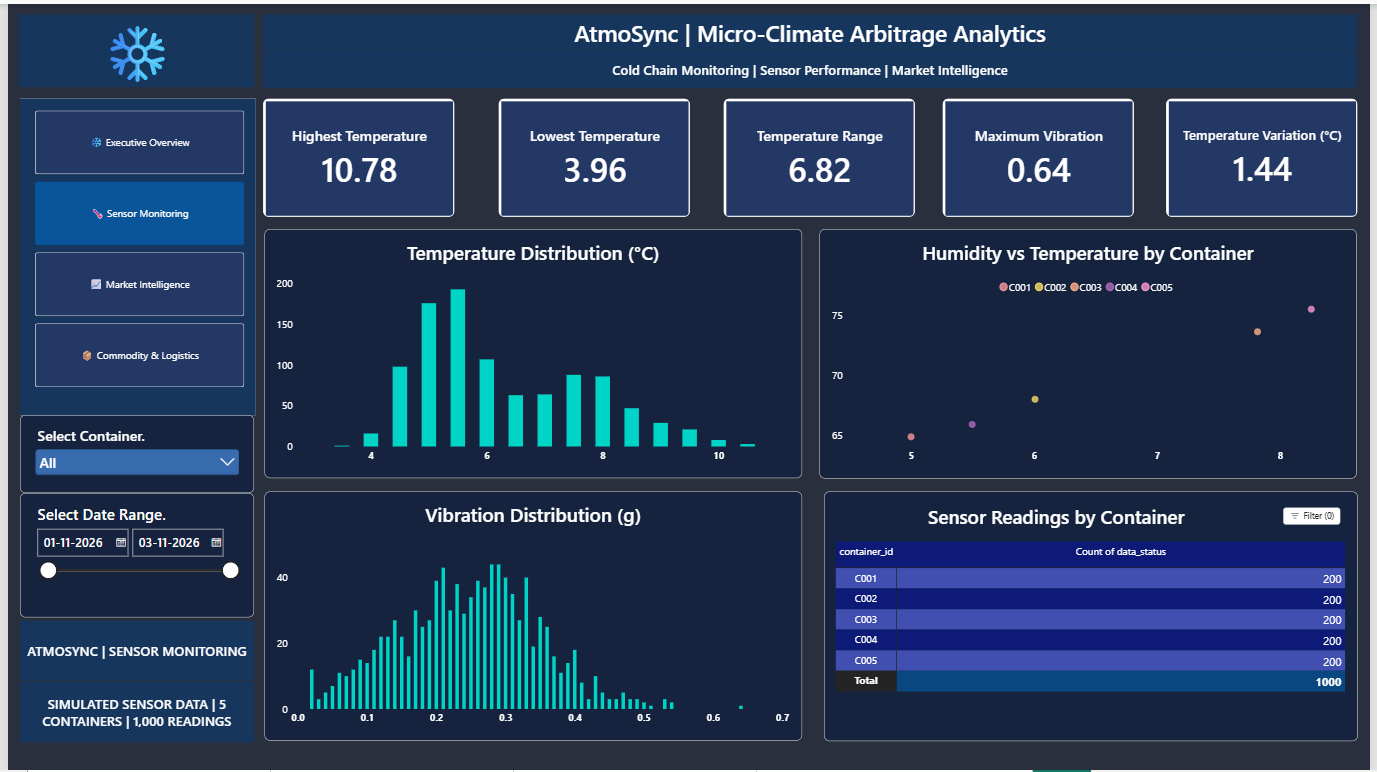 AtmoSync | Micro-Climate Arbitrage Analytics
Cold Chain Monitoring | Sensor Performance | Market Intelligence
Executive Overview
Sensor Monitoring
Market Intelligence
Commodity & Logistics
Select Container.
All
Select Date Range.
01-11-2026 03-11-2026
ATMOSYNC | SENSOR MONITORING
SIMULATED SENSOR DATA | 5
CONTAINERS | 1,000 READINGS
Highest Temperature
10.78
Lowest Temperature
3.96
Temperature Range
6.82
Maximum Vibration
0.64
Temperature Variation (°C)
1.44
Temperature Distribution (°C)
200
150
100
50
0
4 6 8 10
Humidity vs Temperature by Container
C001 C002 C003 C004 C005
75
70
65
5 6 7 8
Vibration Distribution (g)
40
20
0
0.0 0.1 0.2 0.3 0.4 0.5 0.6 0.7
Sensor Readings by Container
Filter (0)
container_id Count of data_status
C001 200
C002 200
C003 200
C004 200
C005 200
Total 1000